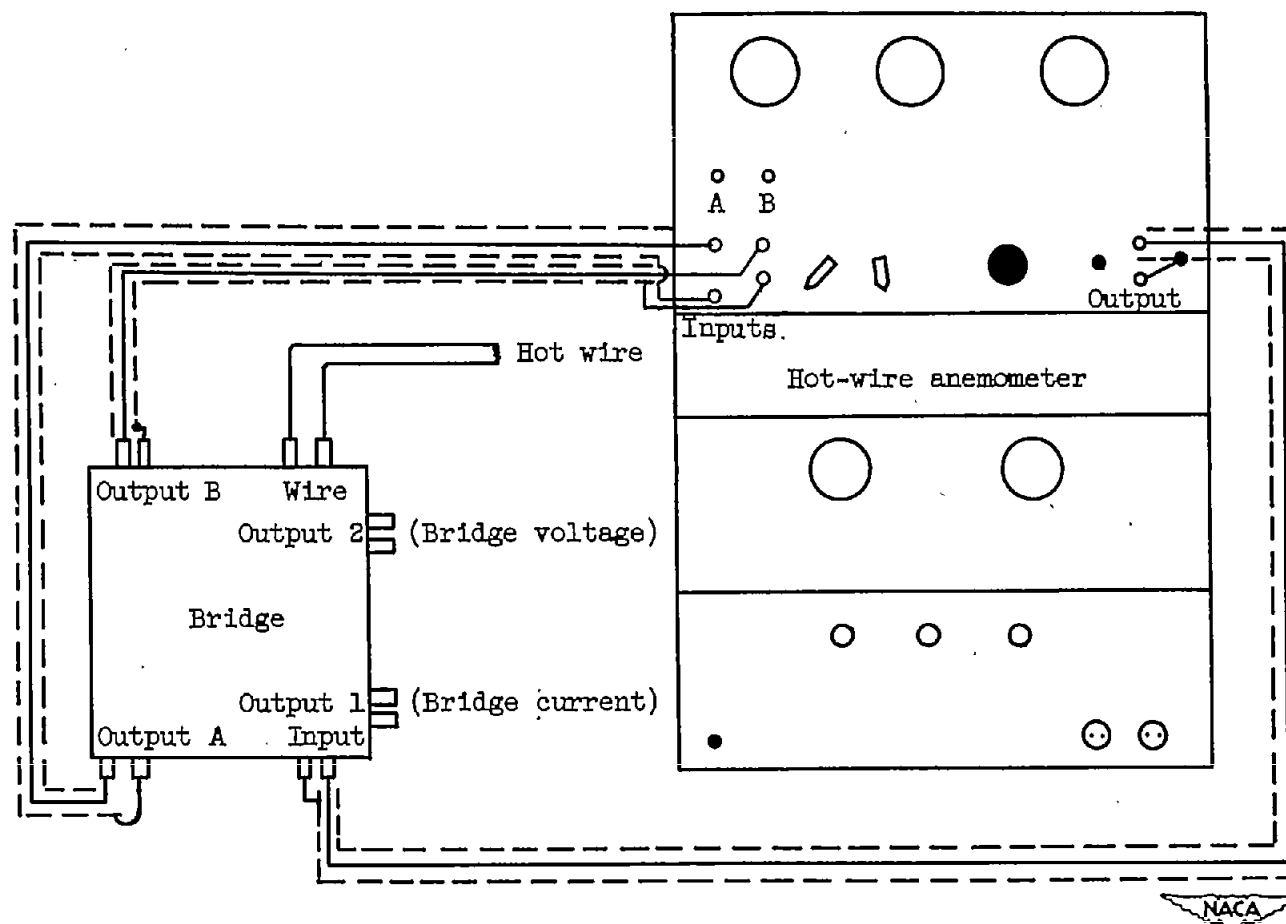 A B
Inputs.
Output
Hot wire
Hot-wire anemometer
Output B
Wire
Output 2
(Bridge voltage)
Bridge
Output 1
(Bridge current)
Output A
Input
NACA